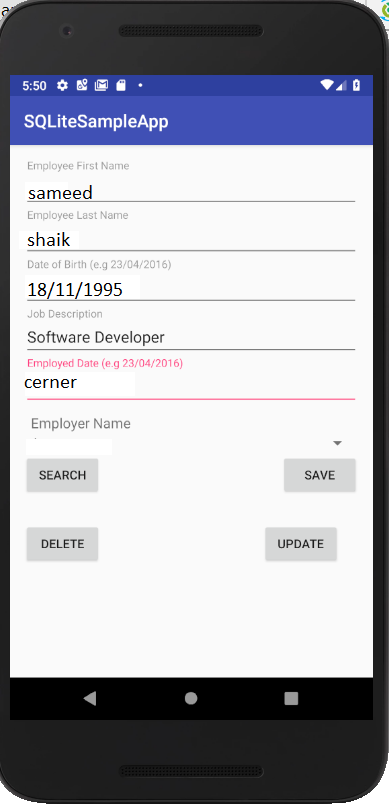 5:50
SQLiteSampleApp
Employee First Name
sameed
Employee Last Name
shaik
Date of Birth (e.g 23/04/2016)
18/11/1995
Job Description
Software Developer
Employed Date (e.g 23/04/2016)
cerner
Employer Name
SEARCH SAVE
DELETE UPDATE